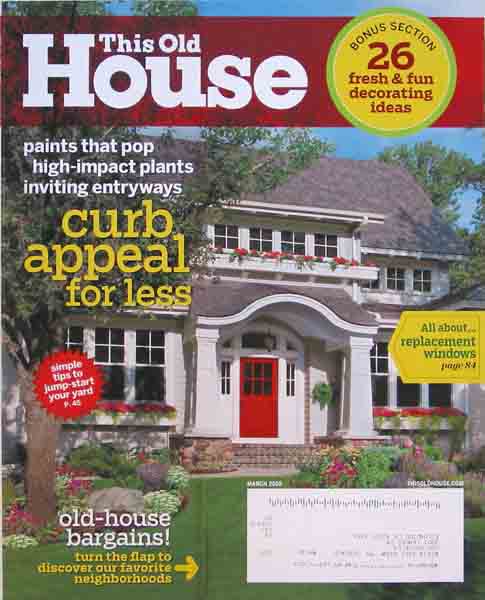 This Old
House
BONUS SECTION
26
fresh & fun
decorating
ideas
paints that pop
high-impact plants
inviting entryways
curb
appeal
for less
All about...
replacement
windows
page 84
simple
tips to
jump-start
your yard
P. 45
MARCH 2009
THISOLDHOUSE.COM
old-house
bargains!
turn the flap to
discover our favorite
neighborhoods